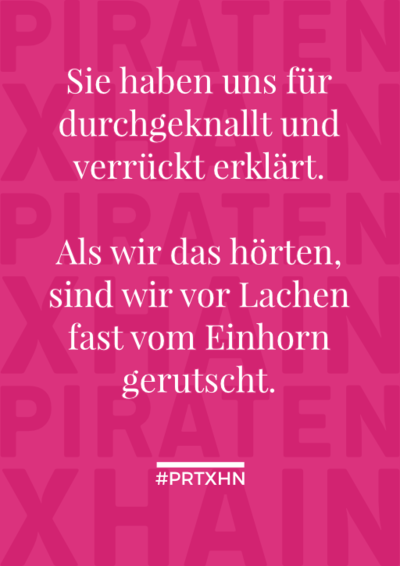 PIRATEN
XHAIN
Sie haben uns für
durchgeknallt und
verrückt erklärt.
PIRATEN
Als wir das hörten,
XHAIN
sind wir vor Lachen
fast vom Einhorn
gerutscht.
PIRATEN
XHAIN
#PRTXHN